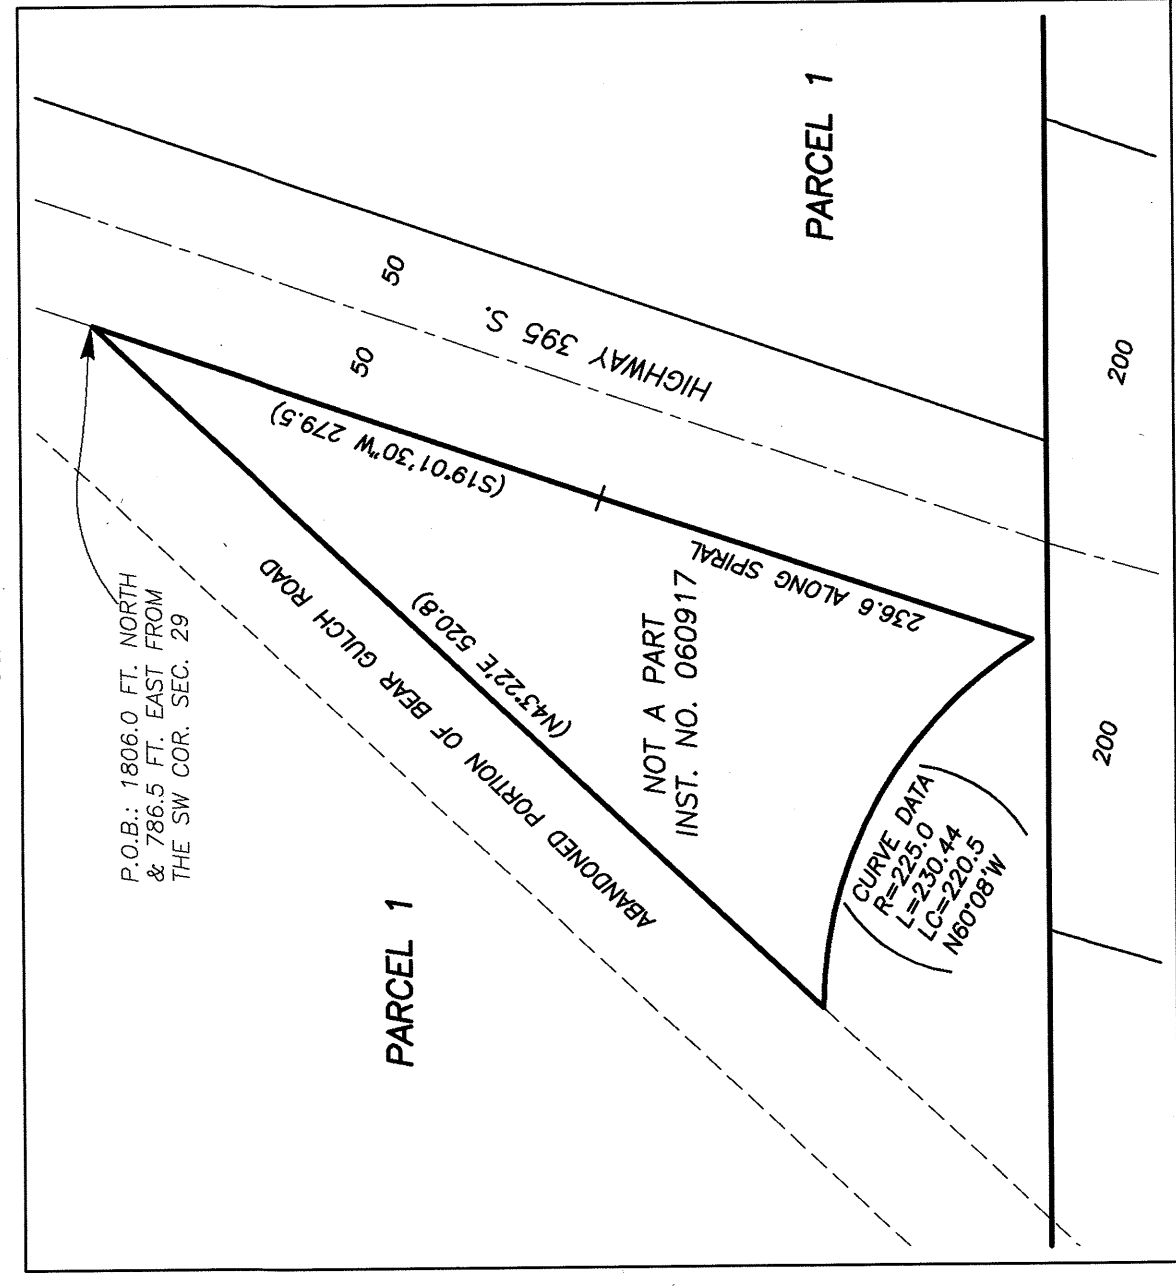 P.O.B.: 1806.0 FT. NORTH
& 786.5 FT. EAST FROM
THE SW COR. SEC. 29
PARCEL 1
50
HIGHWAY 395 S.
50
(S19°01'30"W 279.5)
236.6 ALONG SPIRAL
(N43°22'E 520.8)
ABANDONED PORTION OF BEAR GULCH ROAD
NOT A PART
INST. NO. 060917
PARCEL 1
CURVE DATA
R=225.0
L=230.44
LC=220.5
N60°08'W
200
200